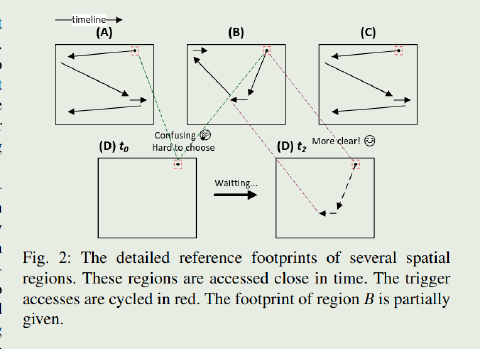 timeline
(A) (B) (C)
Confusing
Hard to choose
More clear!
(D) t0 (D) t2
Waitting...
Fig. 2: The detailed reference footprints of several spatial
regions. These regions are accessed close in time. The trigger
accesses are cycled in red. The footprint of region B is partially
given.